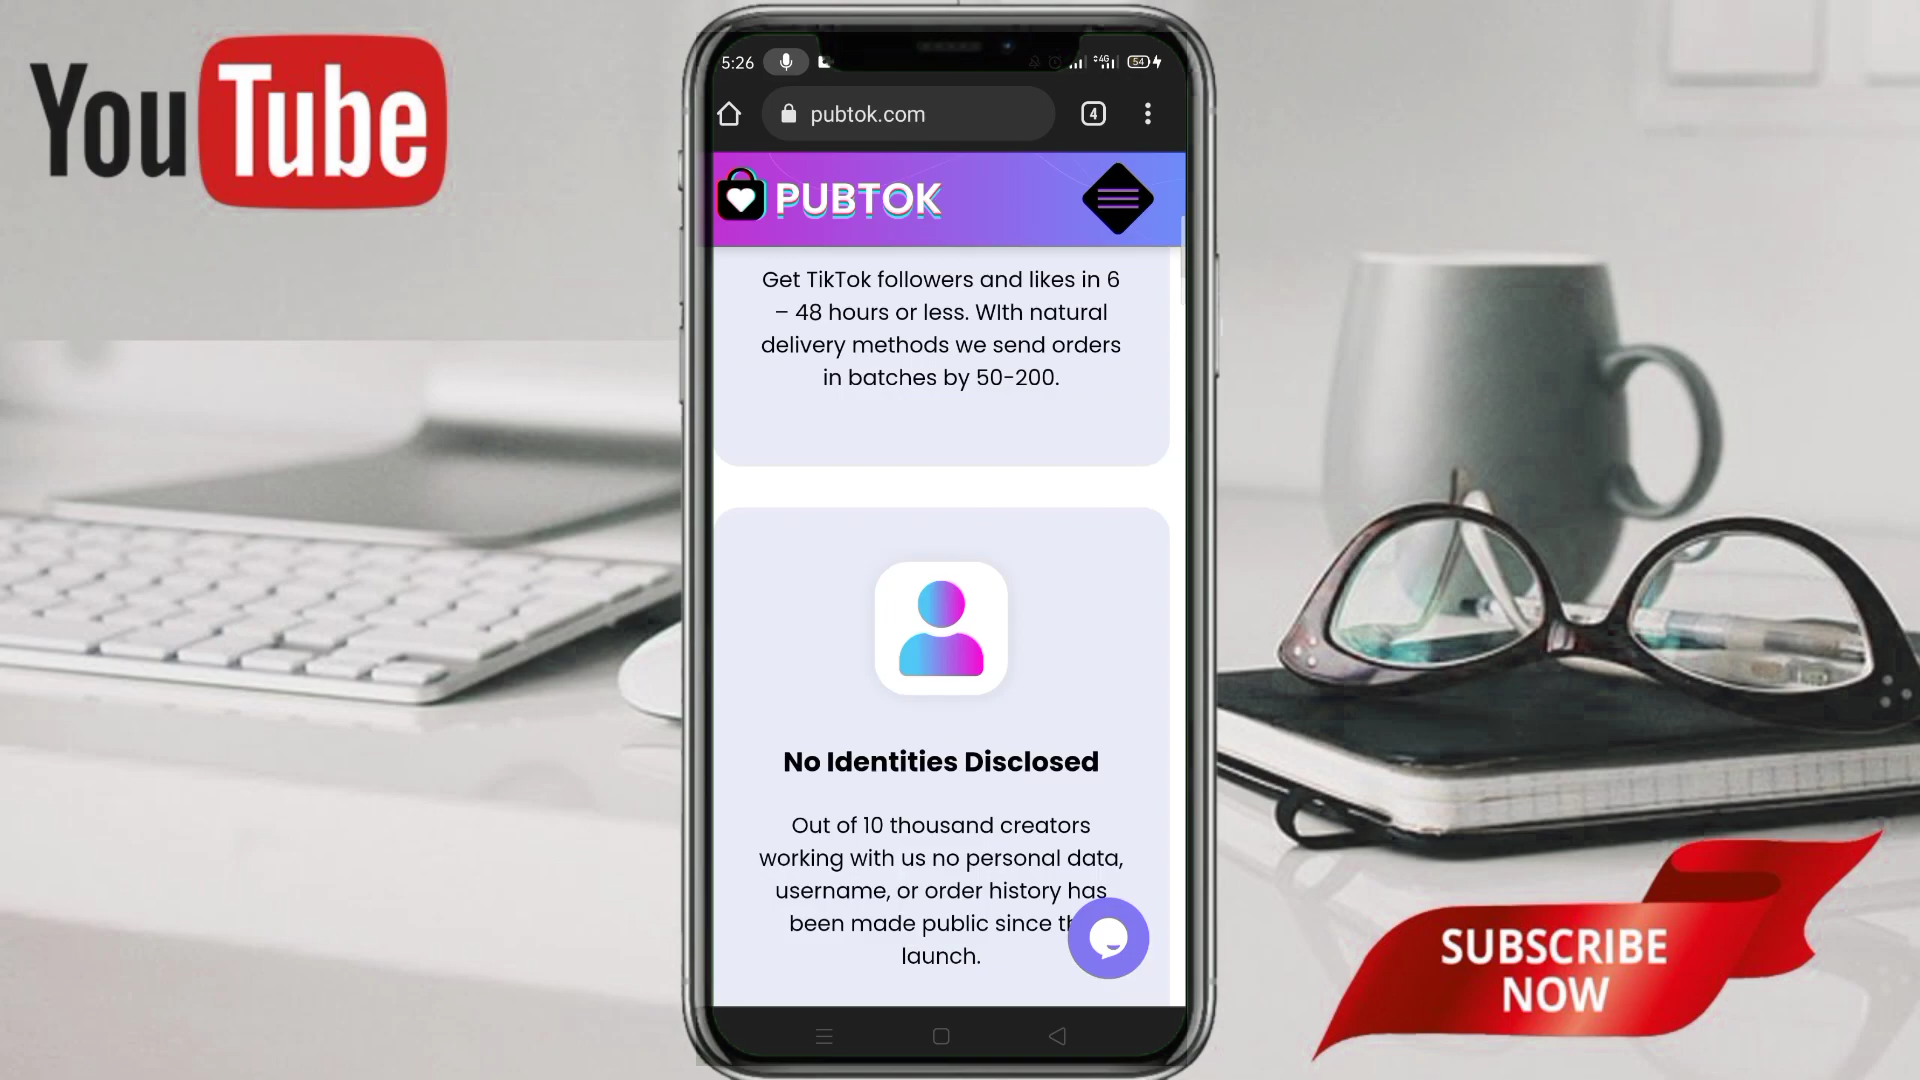 YouTube
5:26
4G
54
pubtok.com
4
PUBTOK
Get TikTok followers and likes in 6
– 48 hours or less. WIth natural
delivery methods we send orders
in batches by 50-200.
No Identities Disclosed
Out of 10 thousand creators
working with us no personal data,
username, or order history has
been made public since
launch.
SUBSCRIBE
NOW